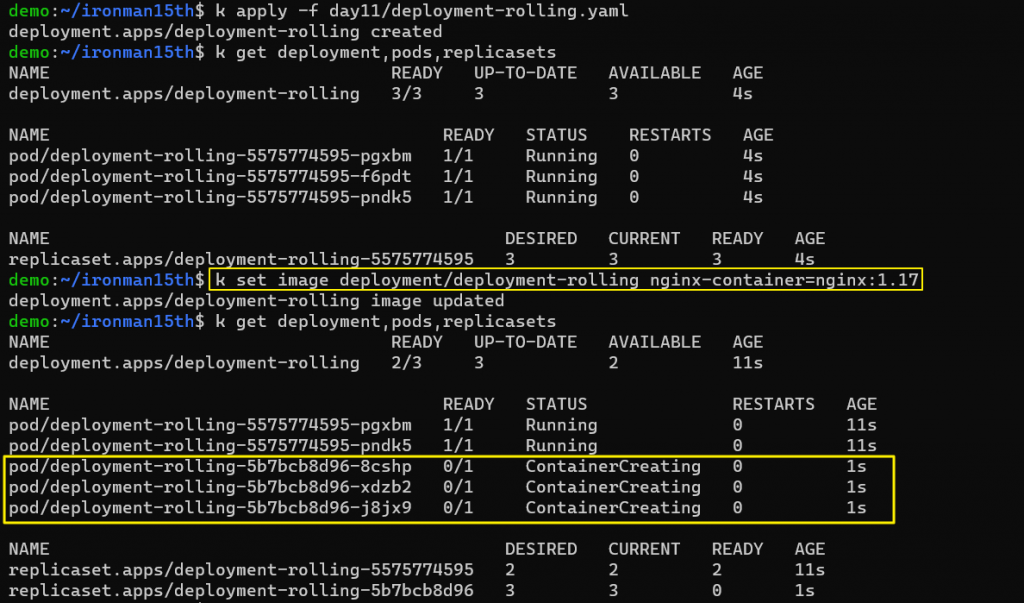 demo:~/ironman15th$ k apply -f day11/deployment-rolling.yaml
deployment.apps/deployment-rolling created
demo:~/ironman15th$ k get deployment,pods,replicasets
NAME READY UP-TO-DATE AVAILABLE AGE
deployment.apps/deployment-rolling 3/3 3 3 4s
NAME READY STATUS RESTARTS AGE
pod/deployment-rolling-5575774595-pgxbm 1/1 Running 0 4s
pod/deployment-rolling-5575774595-f6pdt 1/1 Running 0 4s
pod/deployment-rolling-5575774595-pndk5 1/1 Running 0 4s
NAME DESIRED CURRENT READY AGE
replicaset.apps/deployment-rolling-5575774595 3 3 3 4s
demo:~/ironman15th$ k set image deployment/deployment-rolling nginx-container=nginx:1.17
deployment.apps/deployment-rolling image updated
demo:~/ironman15th$ k get deployment,pods,replicasets
NAME READY UP-TO-DATE AVAILABLE AGE
deployment.apps/deployment-rolling 2/3 3 2 11s
NAME READY STATUS RESTARTS AGE
pod/deployment-rolling-5575774595-pgxbm 1/1 Running 0 11s
pod/deployment-rolling-5575774595-pndk5 1/1 Running 0 11s
pod/deployment-rolling-5b7bcb8d96-8cshp 0/1 ContainerCreating 0 1s
pod/deployment-rolling-5b7bcb8d96-xdzb2 0/1 ContainerCreating 0 1s
pod/deployment-rolling-5b7bcb8d96-j8jx9 0/1 ContainerCreating 0 1s
NAME DESIRED CURRENT READY AGE
replicaset.apps/deployment-rolling-5575774595 2 2 2 11s
replicaset.apps/deployment-rolling-5b7bcb8d96 3 3 0 1s